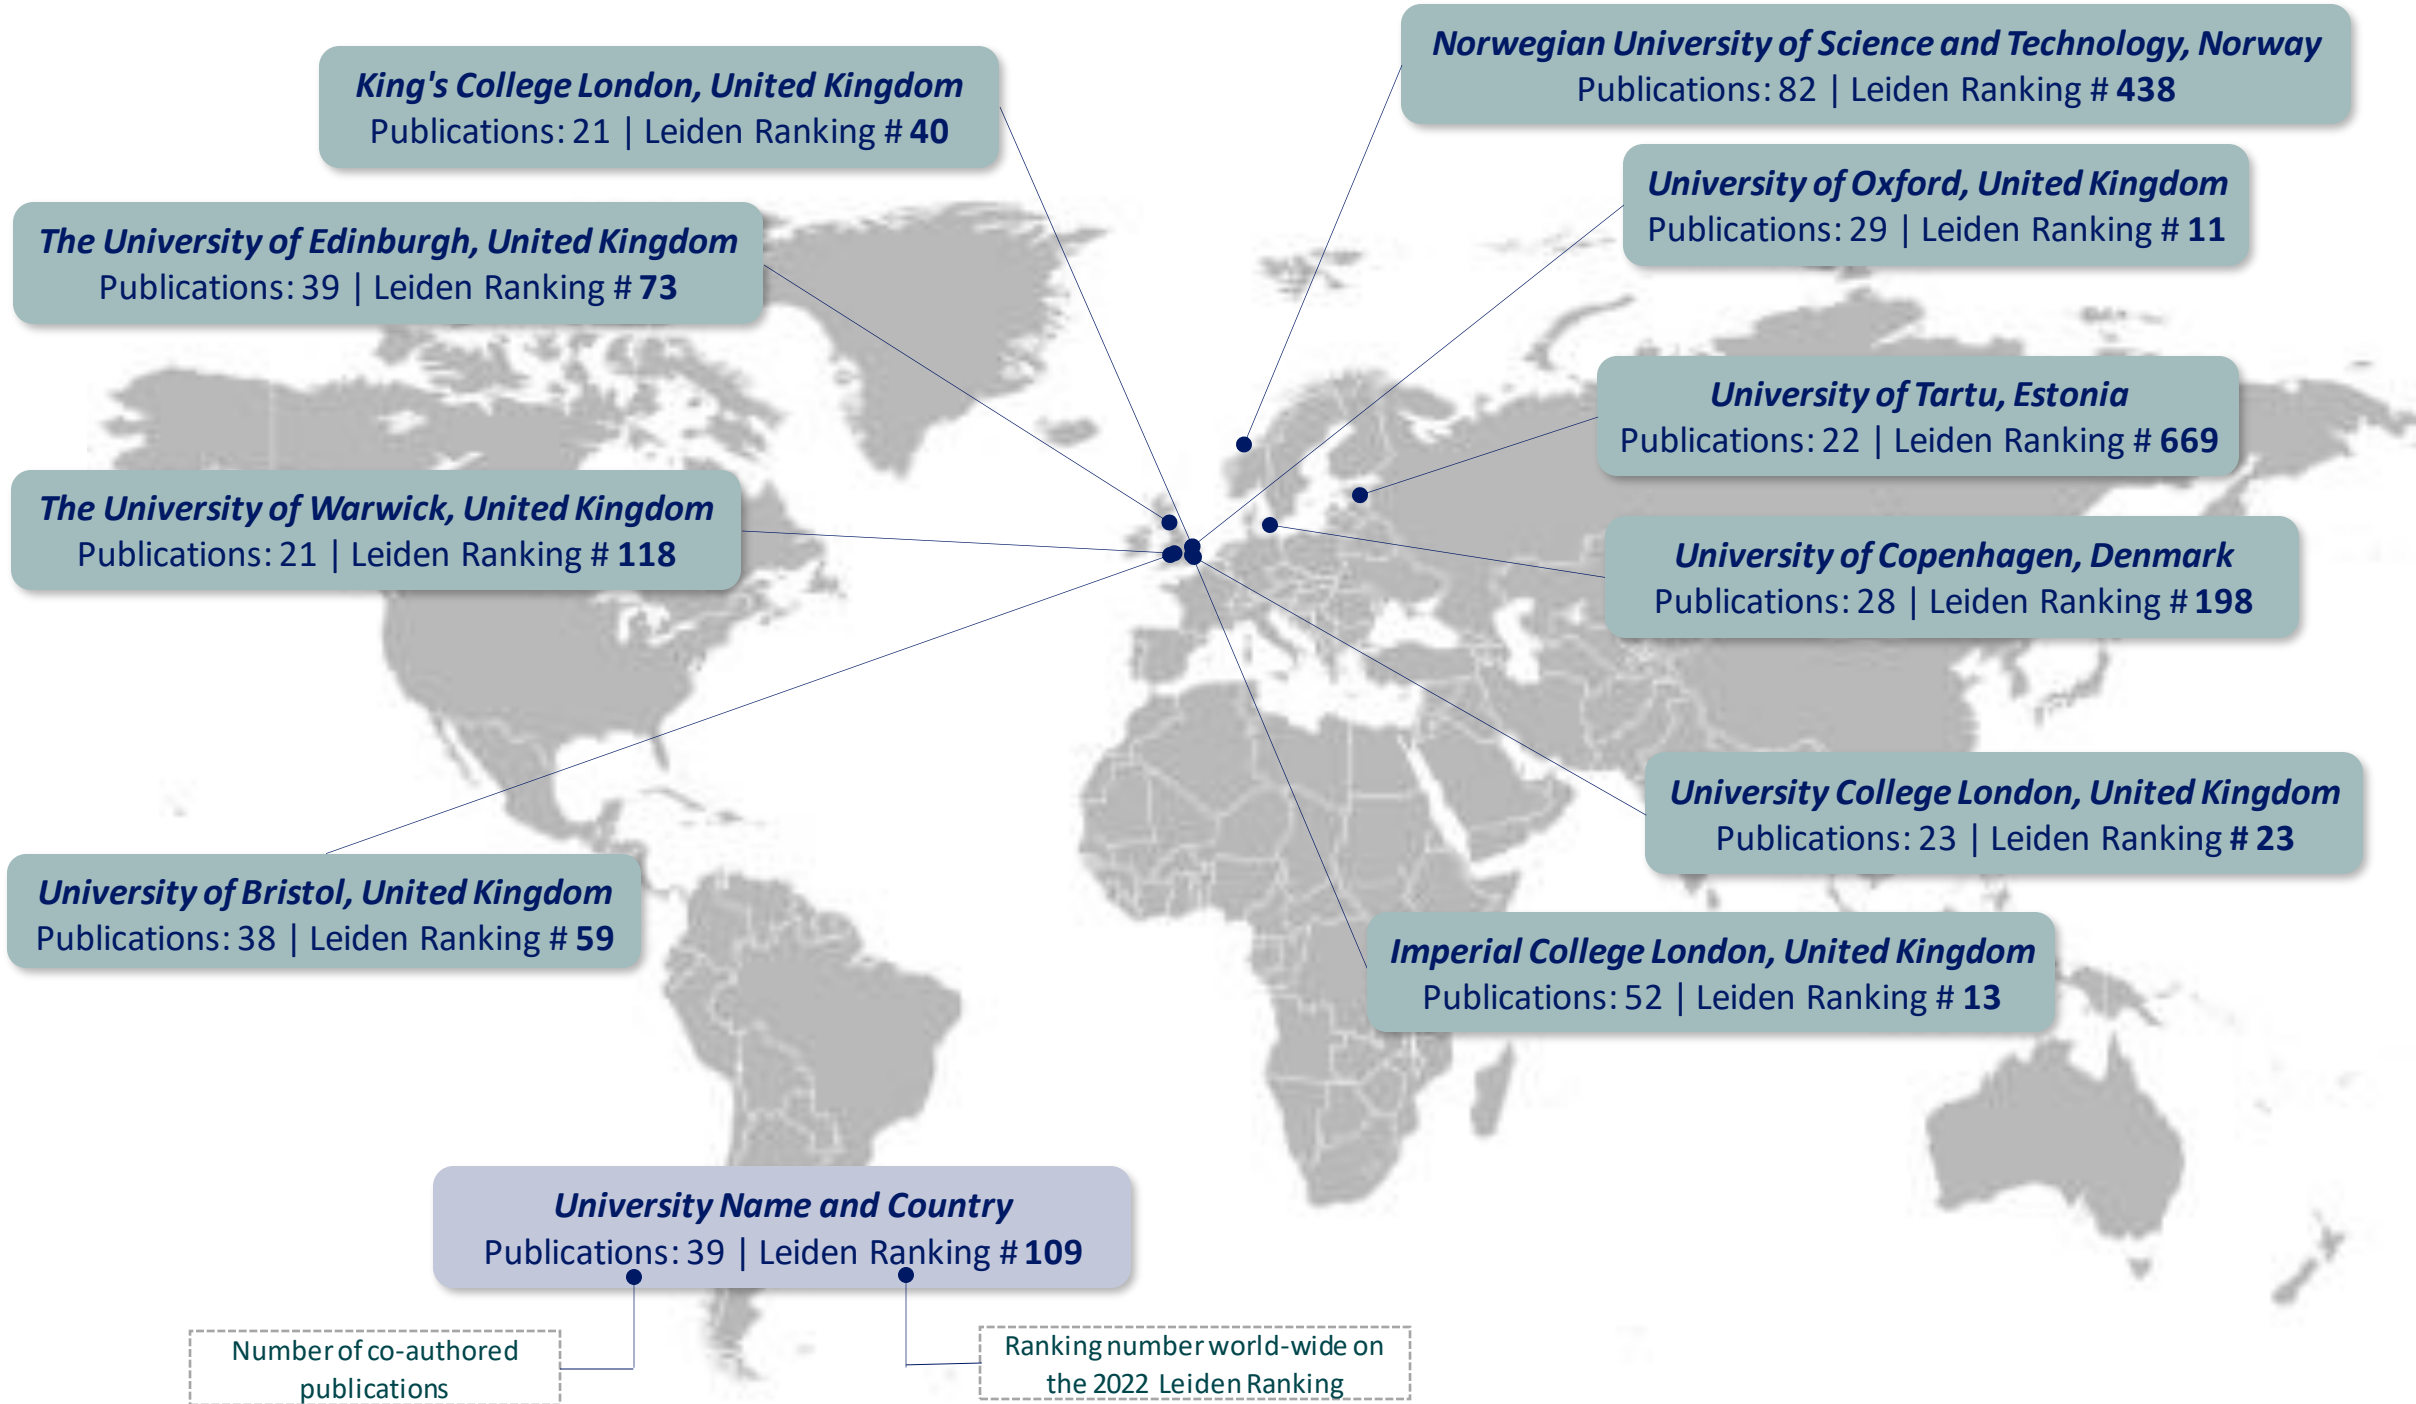 Norwegian University of Science and Technology, Norway
Publications: 82 | Leiden Ranking # 438
King's College London, United Kingdom
Publications: 21 | Leiden Ranking # 40
University of Oxford, United Kingdom
Publications: 29 | Leiden Ranking # 11
The University of Edinburgh, United Kingdom
Publications: 39 | Leiden Ranking # 73
University of Tartu, Estonia
Publications: 22 | Leiden Ranking # 669
The University of Warwick, United Kingdom
Publications: 21 | Leiden Ranking # 118
University of Copenhagen, Denmark
Publications: 28 | Leiden Ranking # 198
University College London, United Kingdom
Publications: 23 | Leiden Ranking # 23
University of Bristol, United Kingdom
Publications: 38 | Leiden Ranking # 59
Imperial College London, United Kingdom
Publications: 52 | Leiden Ranking # 13
University Name and Country
Publications: 39 | Leiden Ranking # 109
Number of co-authored
publications
Ranking number world-wide on
the 2022 Leiden Ranking